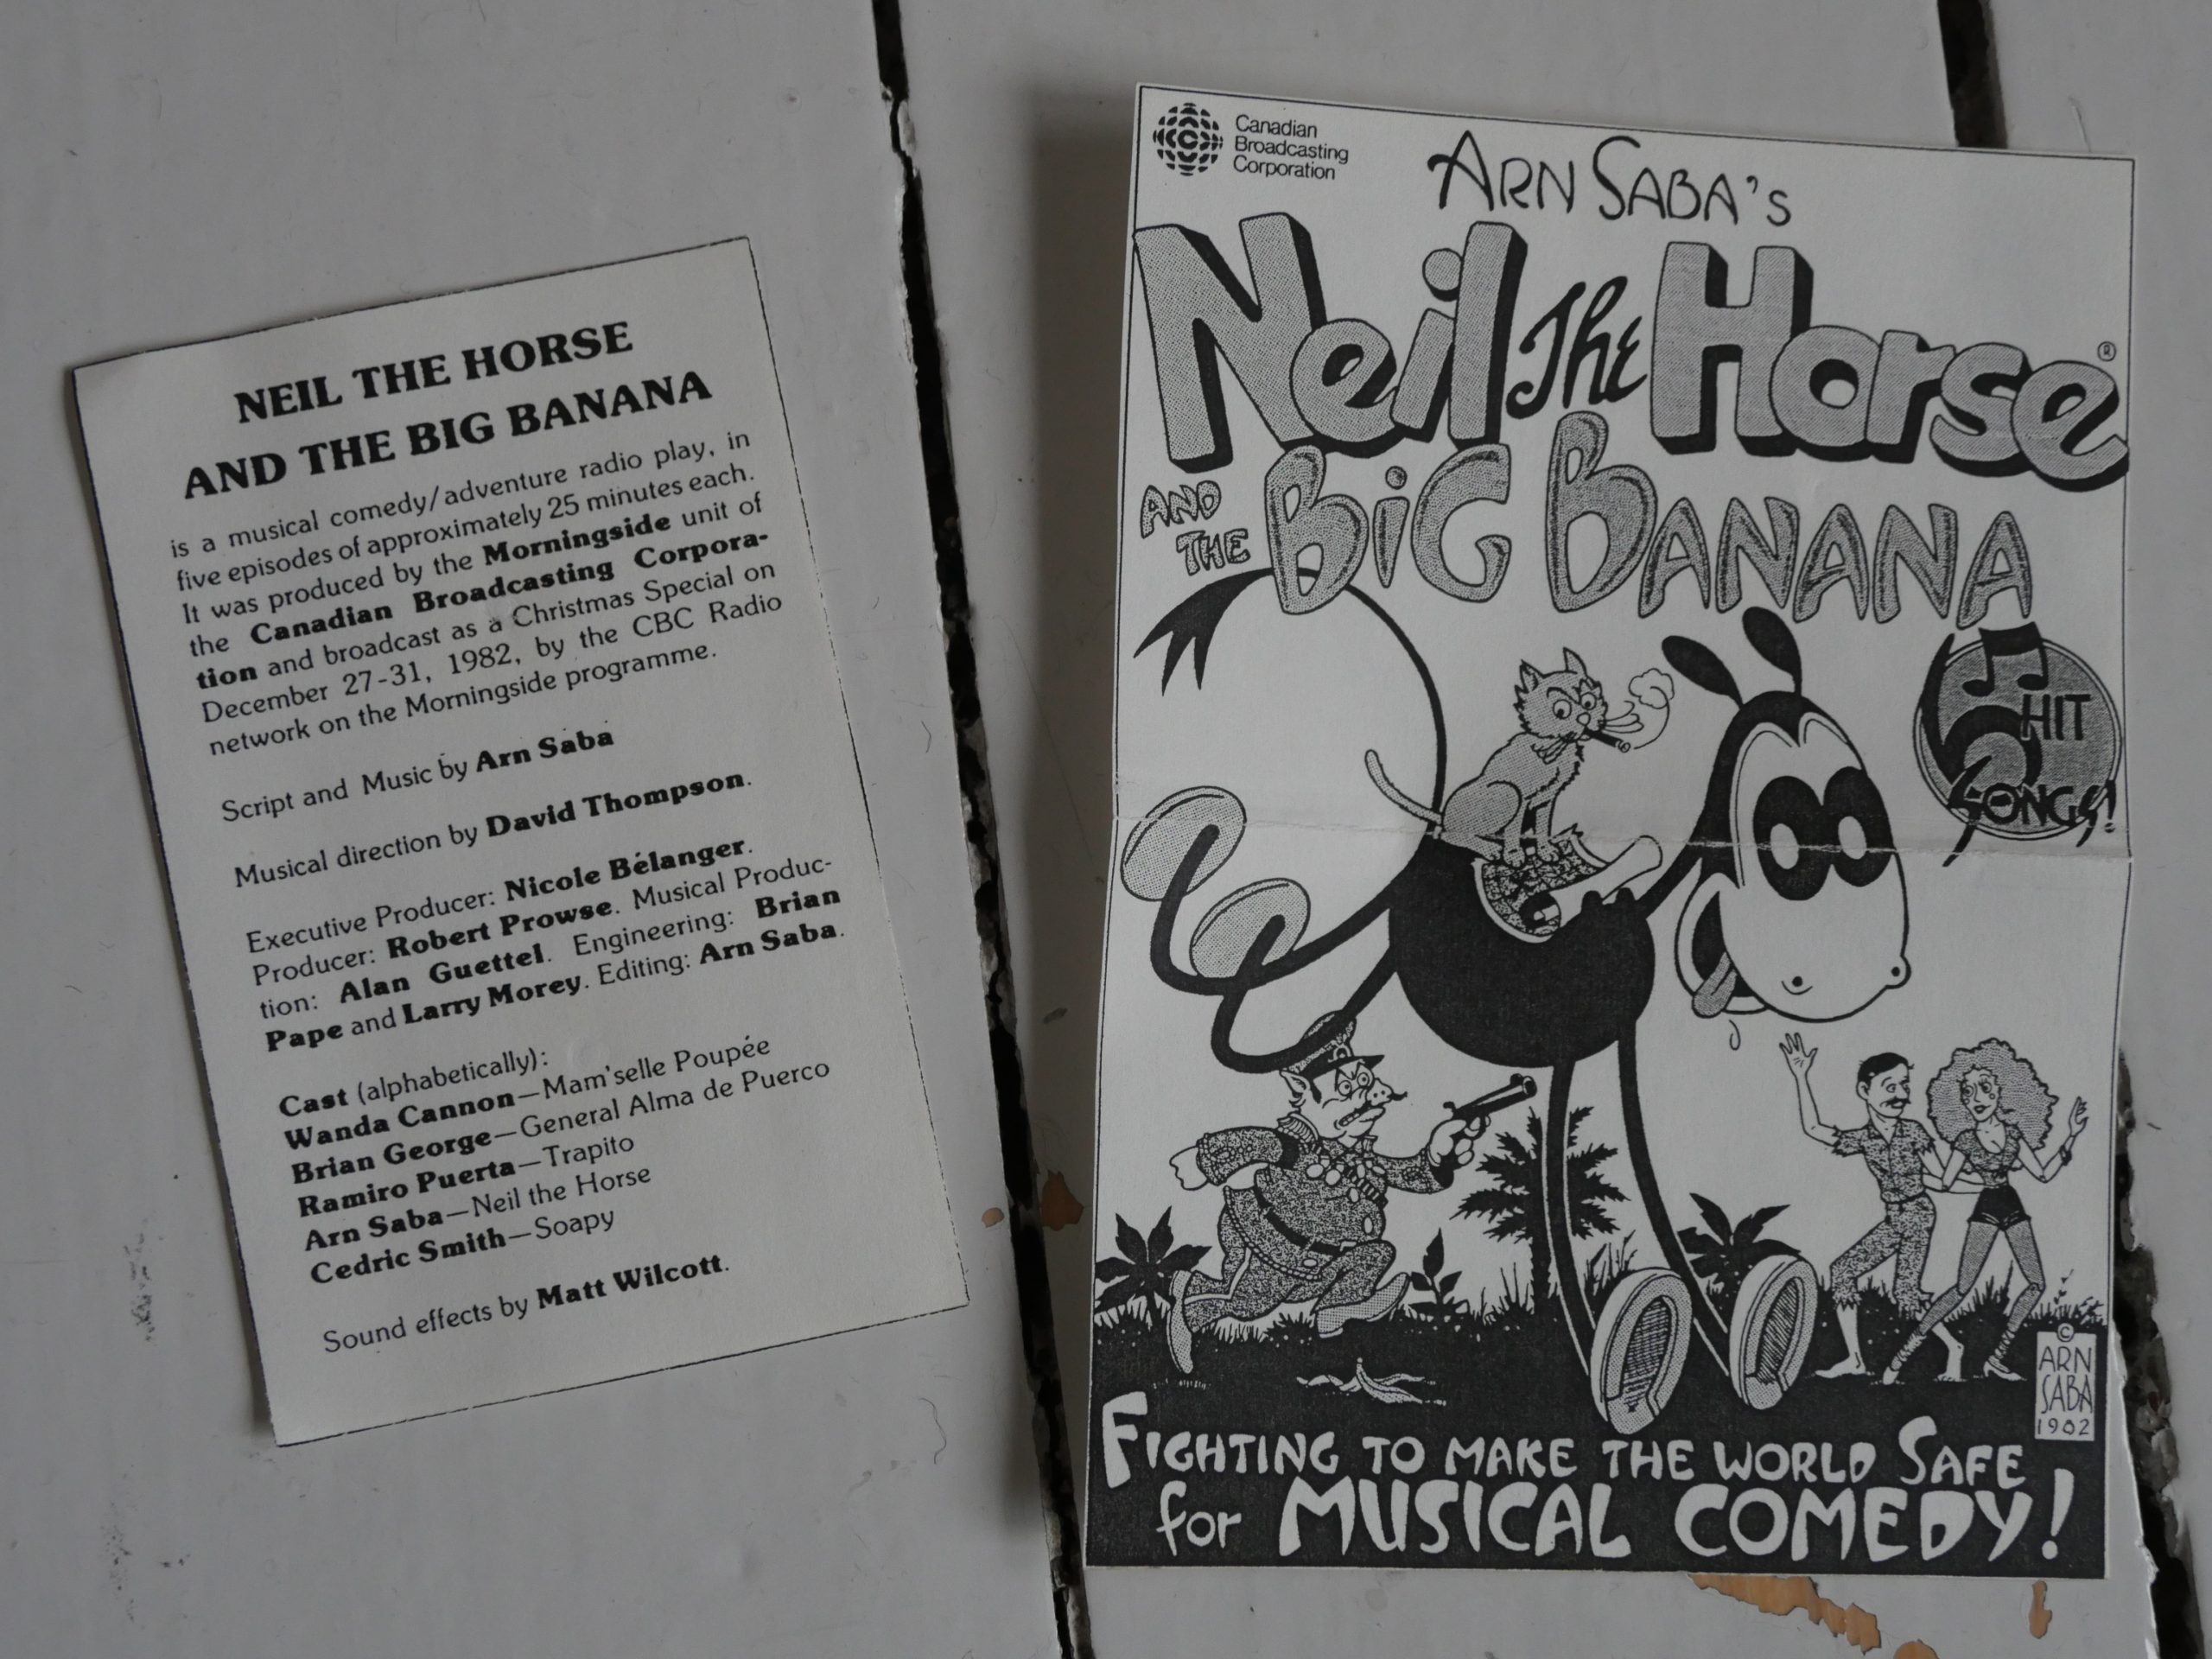 NEIL THE HORSE
AND THE BIG BANANA
is a musical comedy/adventure radio play, in
five episodes of approximately 25 minutes each.
It was produced by the Morningside unit of
the Canadian Broadcasting Corpora-
tion and broadcast as a Christmas Special on
December 27-31, 1982, by the CBC Radio
network on the Morningside programme.
Script and Music by Arn Saba
Musical direction by David Thompson.
Executive Producer: Nicole Bélanger.
Producer: Robert Prowse. Musical Produc-
tion: Alan Guettel. Engineering: Brian
Pape and Larry Morey. Editing: Arn Saba.
Cast (alphabetically):
Wanda Cannon—Mam'selle Poupée
Brian George—General Alma de Puerco
Ramiro Puerta—Trapito
Arn Saba—Neil the Horse
Cedric Smith—Soapy
Sound effects by Matt Wilcott.
C
Canadian
Broadcasting
Corporation
ARN SABA'S
Neil The Horse ®
AND THE BIG BANANA
6 HIT
SONGS!
©
ARN
SABA
1982
FIGHTING TO MAKE THE WORLD SAFE
for MUSICAL COMEDY!